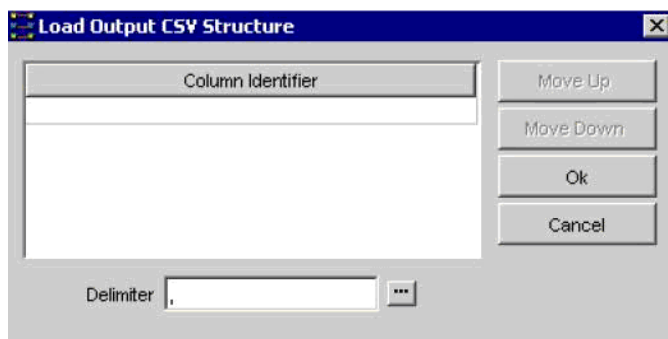 Load Output CSV Structure
Column Identifier
Move Up
Move Down
Ok
Cancel
Delimiter ,
...